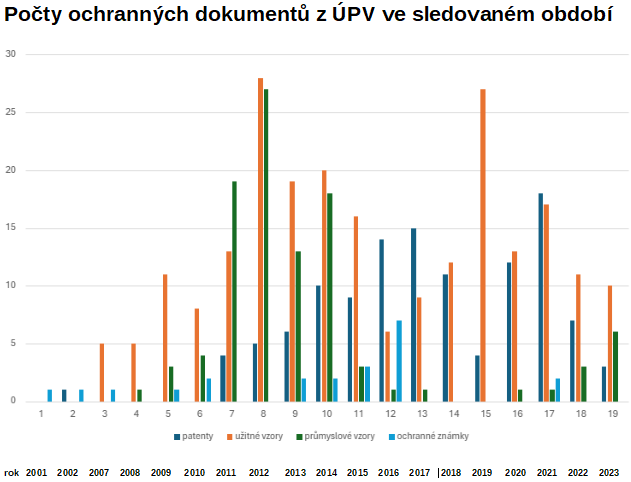 Počty ochranných dokumentů z ÚPV ve sledovaném období
30
25
20
15
10
5
0
1 2 3 4 5 6 7 8 9 10 11 12 13 14 15 16 17 18 19
patenty užitné vzory průmyslové vzory ochranné známky
rok 2001 2002 2007 2008 2009 2010 2011 2012 2013 2014 2015 2016 2017 2018 2019 2020 2021 2022 2023